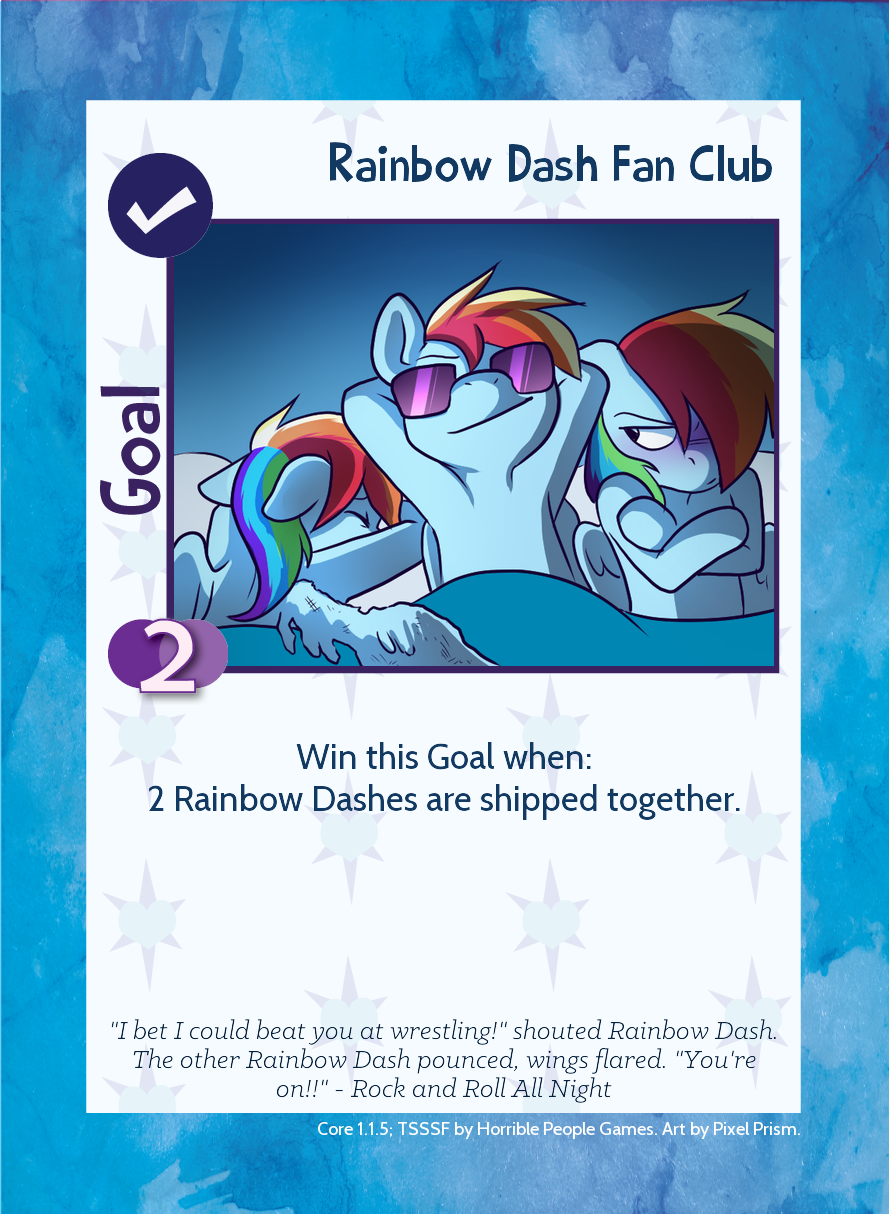 Rainbow Dash Fan Club
Goal
2
Win this Goal when:
2 Rainbow Dashes are shipped together.
"I bet I could beat you at wrestling!" shouted Rainbow Dash.
The other Rainbow Dash pounced, wings flared. "You're
on!!" - Rock and Roll All Night
Core 1.1.5; TSSSF by Horrible People Games. Art by Pixel Prism.